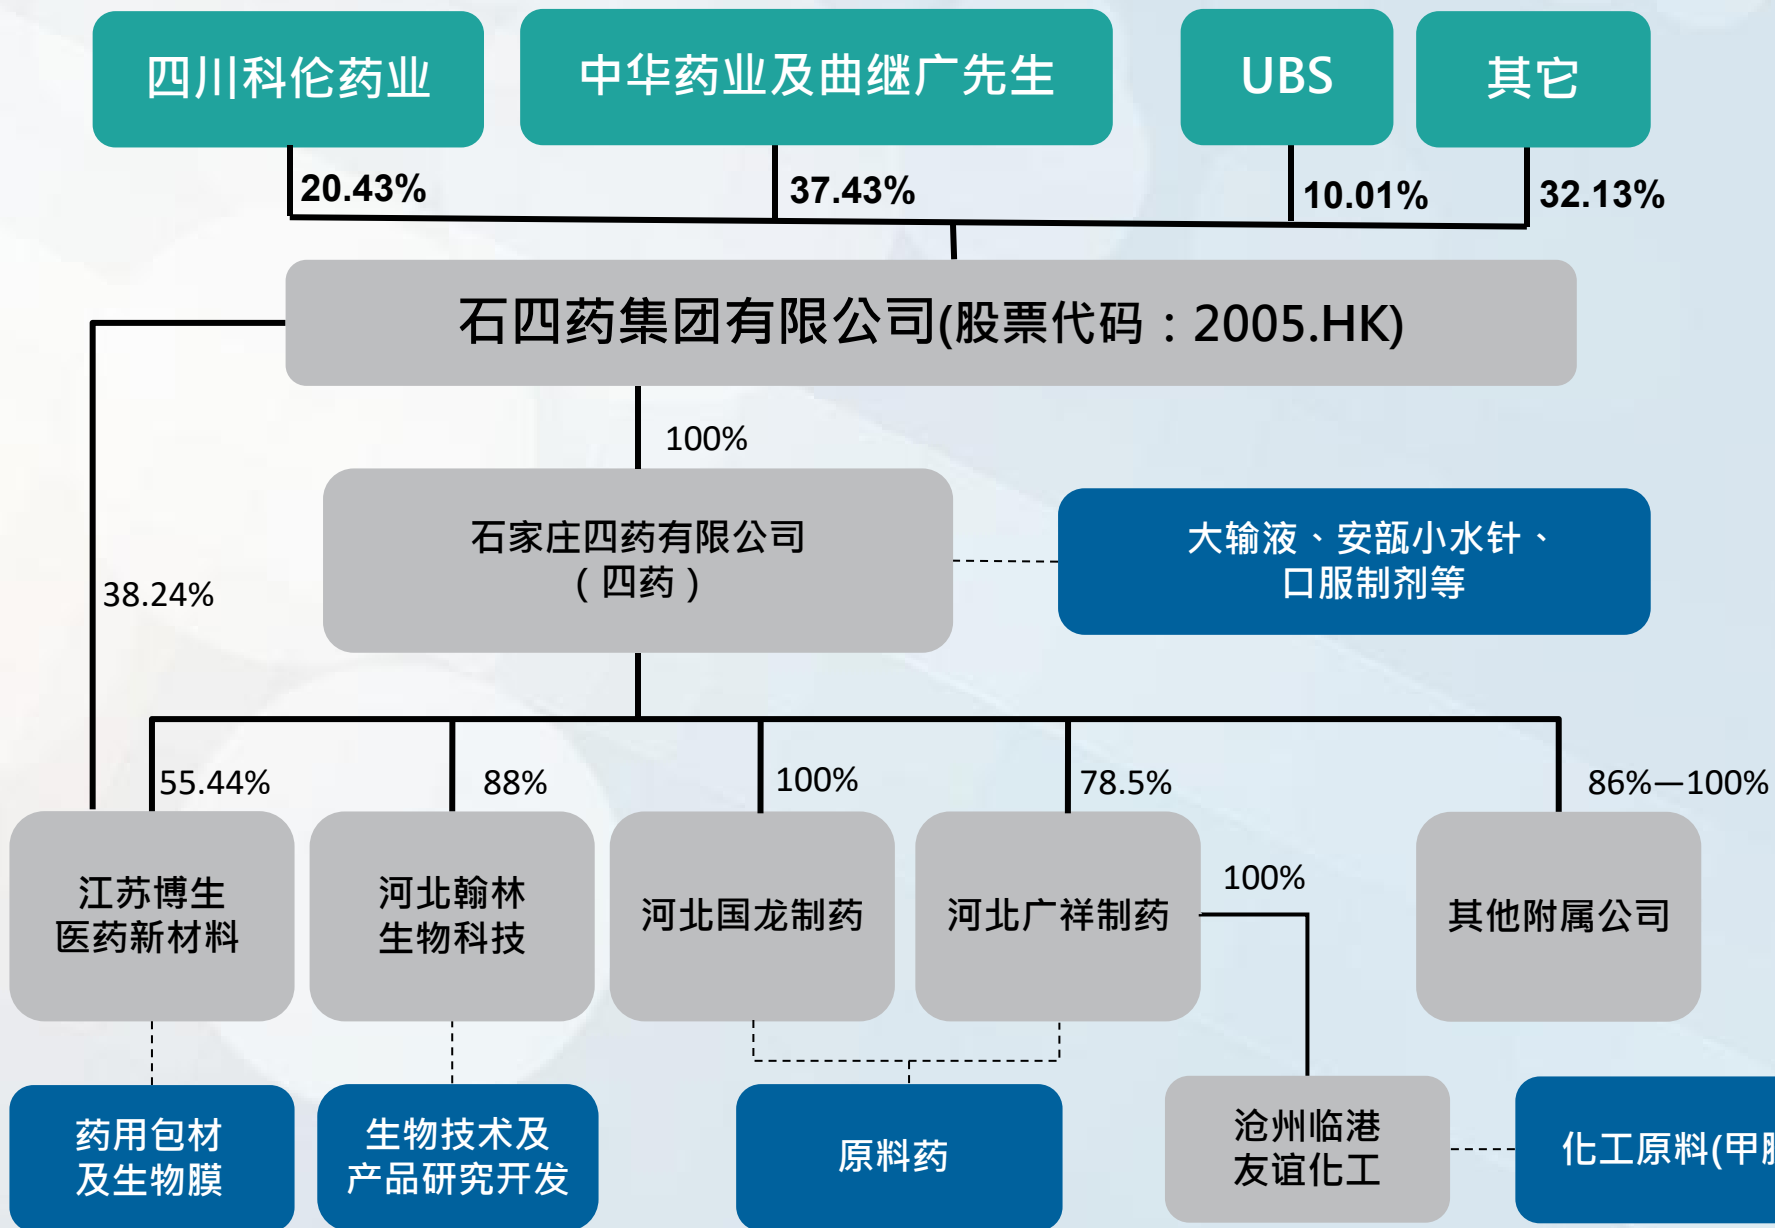 四川科伦药业
中华药业及曲继广先生
UBS
其它
20.43%
37.43%
10.01%
32.13%
石四药集团有限公司(股票代码：2005.HK)
100%
石家庄四药有限公司
（四药）
大输液、安瓿小水针、
口服制剂等
38.24%
55.44%
88%
100%
78.5%
86%—100%
江苏博生
医药新材料
河北翰林
生物科技
河北国龙制药
河北广祥制药
100%
其他附属公司
药用包材
及生物膜
生物技术及
产品研究开发
原料药
沧州临港
友谊化工
化工原料(甲